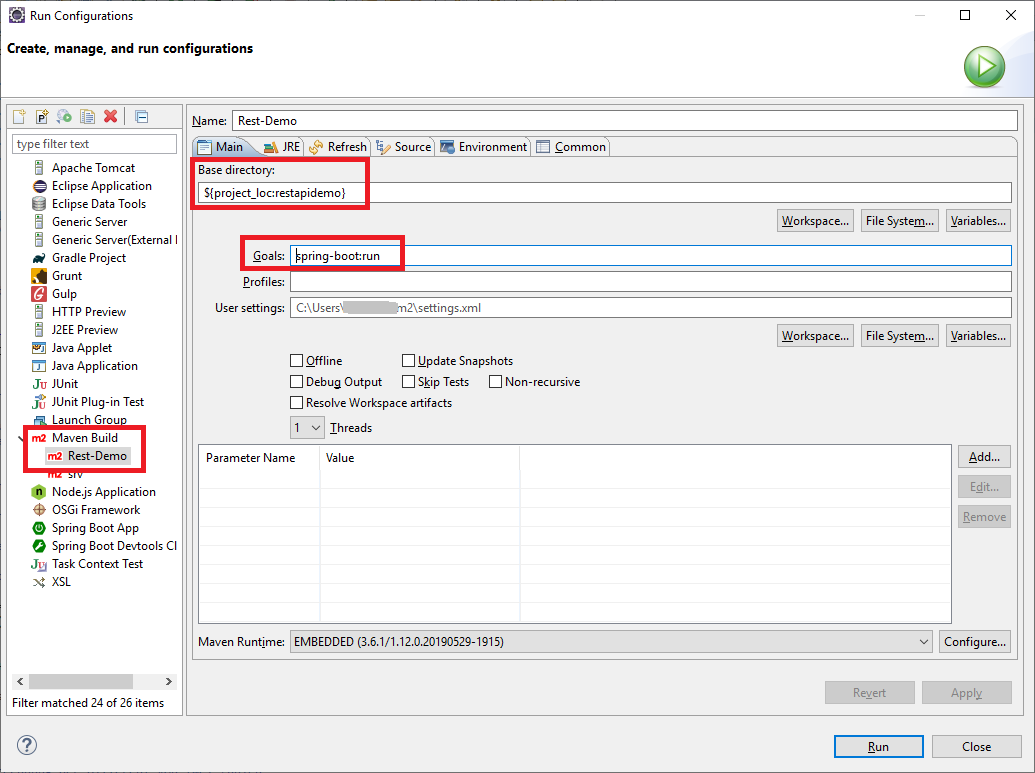 Run Configurations
Create, manage, and run configurations
type filter text
Apache Tomcat
Eclipse Application
Eclipse Data Tools
Generic Server
Generic Server(External l
Gradle Project
Grunt
Gulp
HTTP Preview
J2EE Preview
Java Applet
Java Application
JUnit
JUnit Plug-in Test
Launch Group
Maven Build
Rest-Demo
srv
Node.js Application
OSGi Framework
Spring Boot App
Spring Boot Devtools Cl
Task Context Test
XSL
Filter matched 24 of 26 items
Name: Rest-Demo
Main JRE Refresh Source Environment Common
Base directory:
${project_loc:restapidemo}
Workspace... File System... Variables...
Goals: spring-boot:run
Profiles:
User settings: C:\Users\ m2\settings.xml
Workspace... File System... Variables...
Offline Update Snapshots
Debug Output Skip Tests Non-recursive
Resolve Workspace artifacts
1 Threads
Parameter Name Value
Add...
Edit...
Remove
Maven Runtime: EMBEDDED (3.6.1/1.12.0.20190529-1915) Configure...
Revert Apply
Run Close